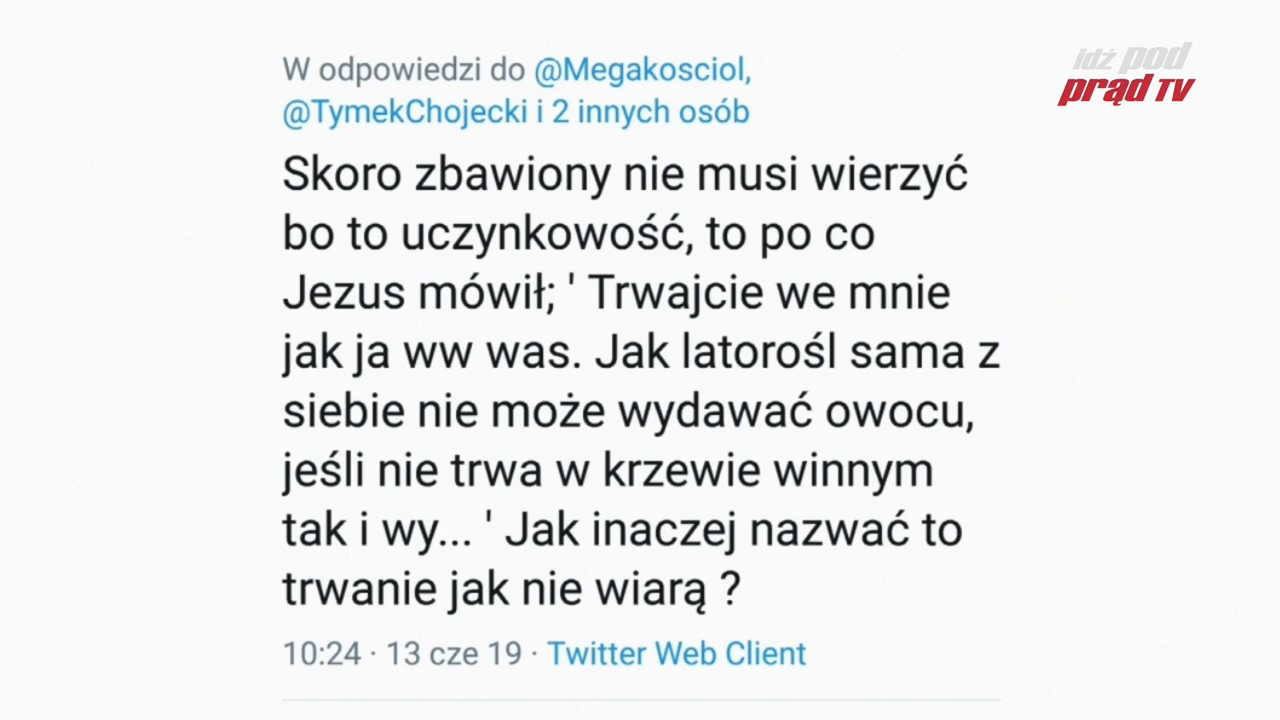 W odpowiedzi do @Megakosciol,
@TymekChojecki i 2 innych osób
Skoro zbawiony nie musi wierzyć
bo to uczynkowość, to po co
Jezus mówił; ' Trwajcie we mnie
jak ja ww was. Jak latorośl sama z
siebie nie może wydawać owocu,
jeśli nie trwa w krzewie winnym
tak i wy... ' Jak inaczej nazwać to
trwanie jak nie wiarą ?
10:24 · 13 cze 19 · Twitter Web Client
idź pod
prąd TV